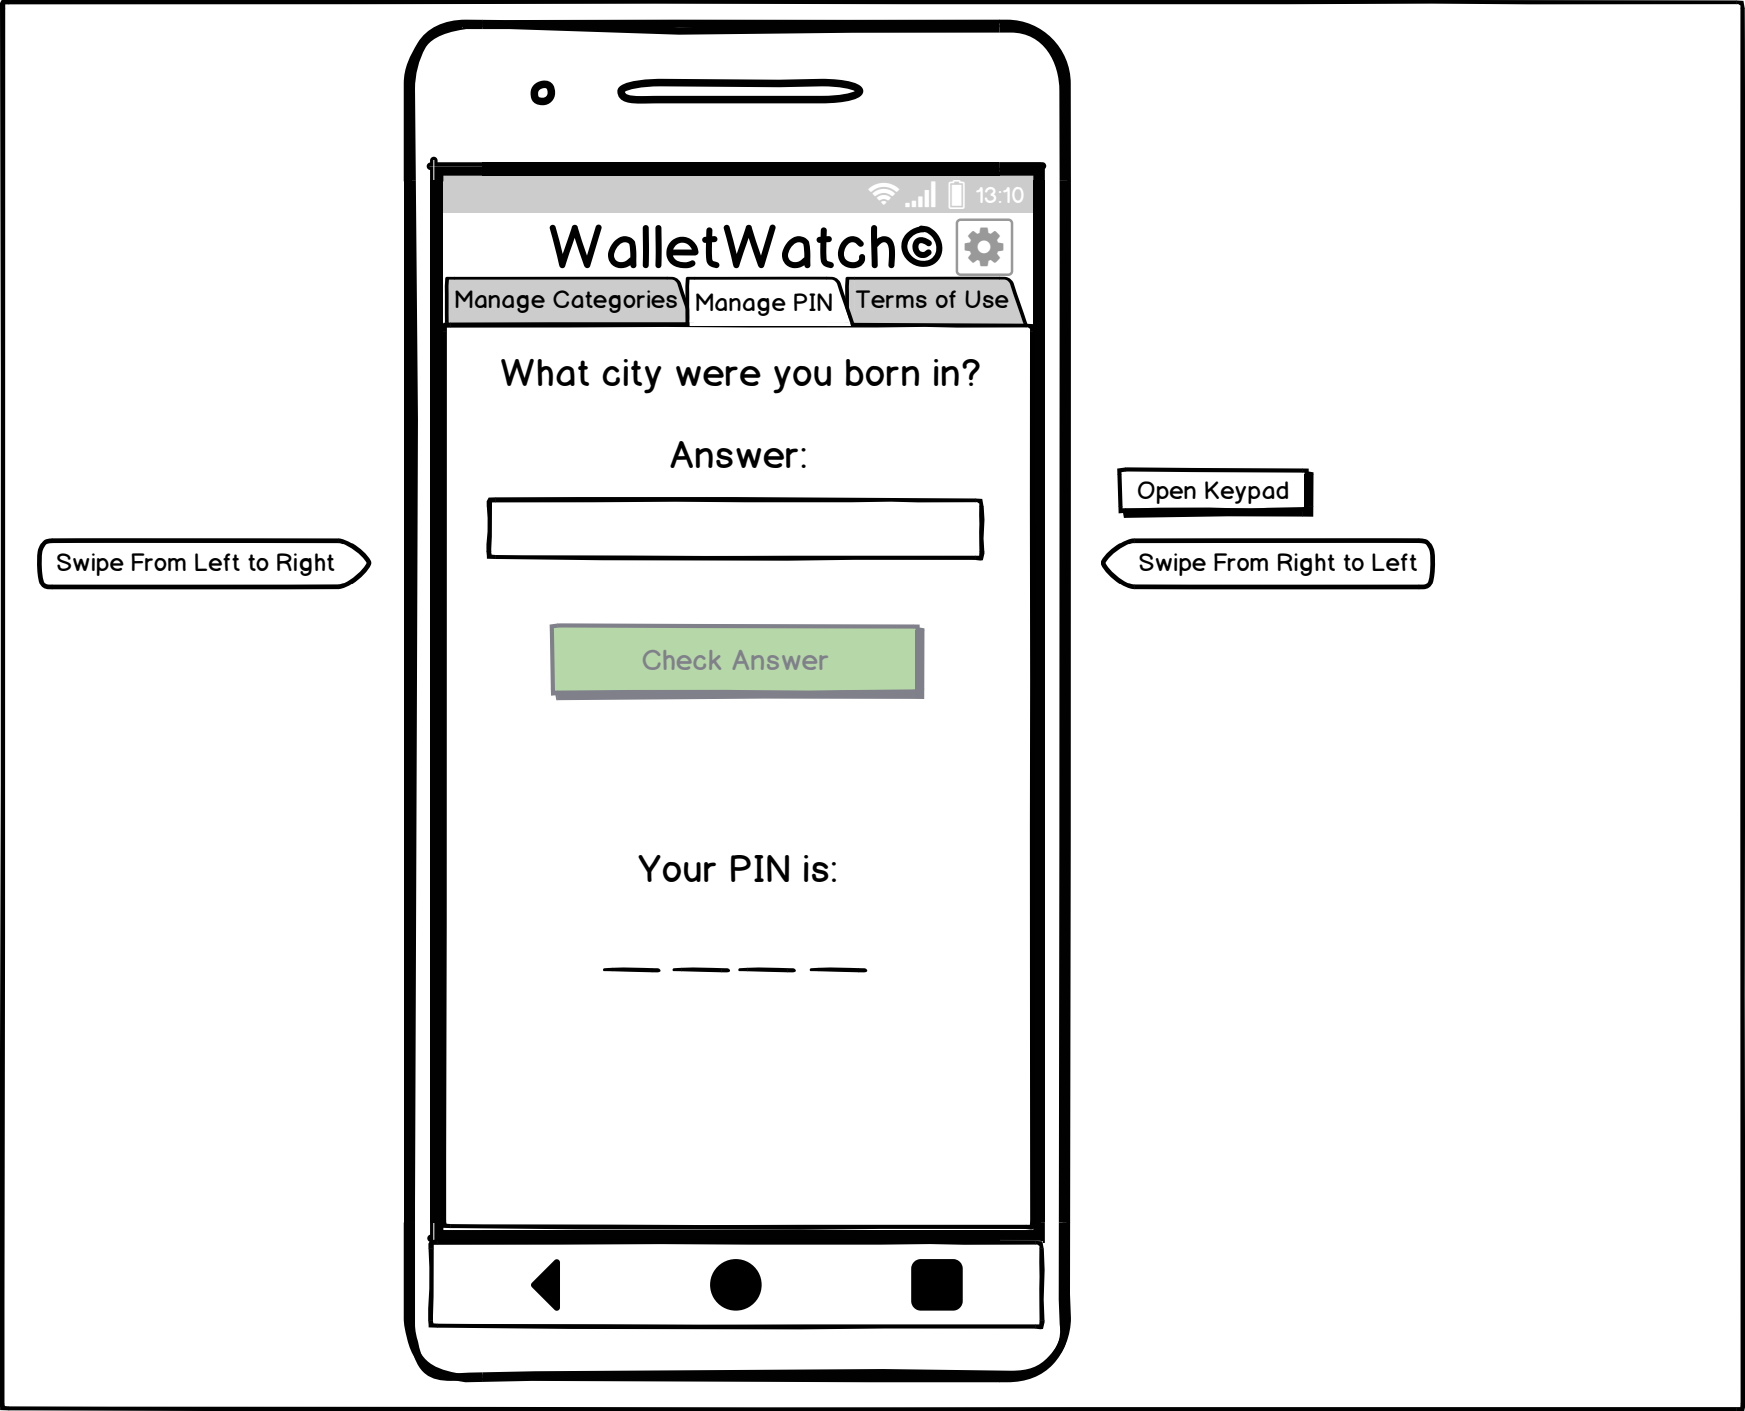 13:10
WalletWatch©
Manage Categories Manage PIN Terms of Use
What city were you born in?
Answer:
Open Keypad
Swipe From Left to Right
Swipe From Right to Left
Check Answer
Your PIN is: